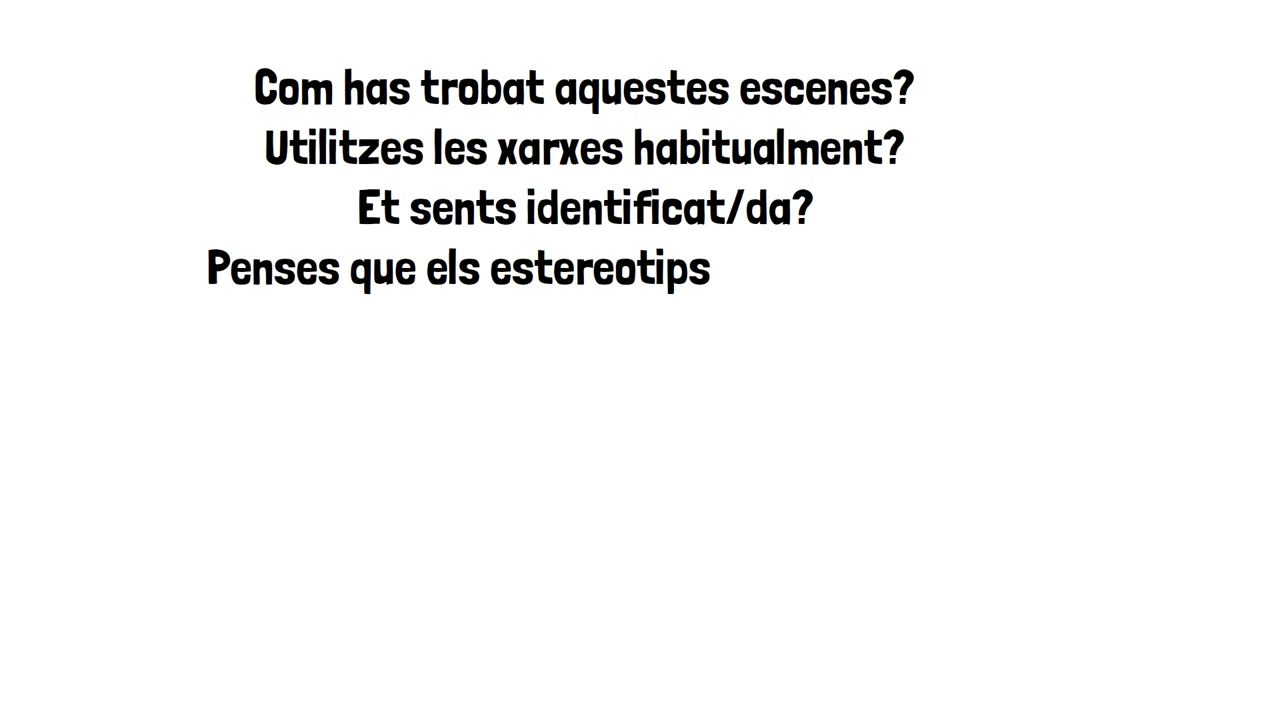 Com has trobat aquestes escenes?
Utilitzes les xarxes habitualment?
Et sents identificat/da?
Penses que els estereotips